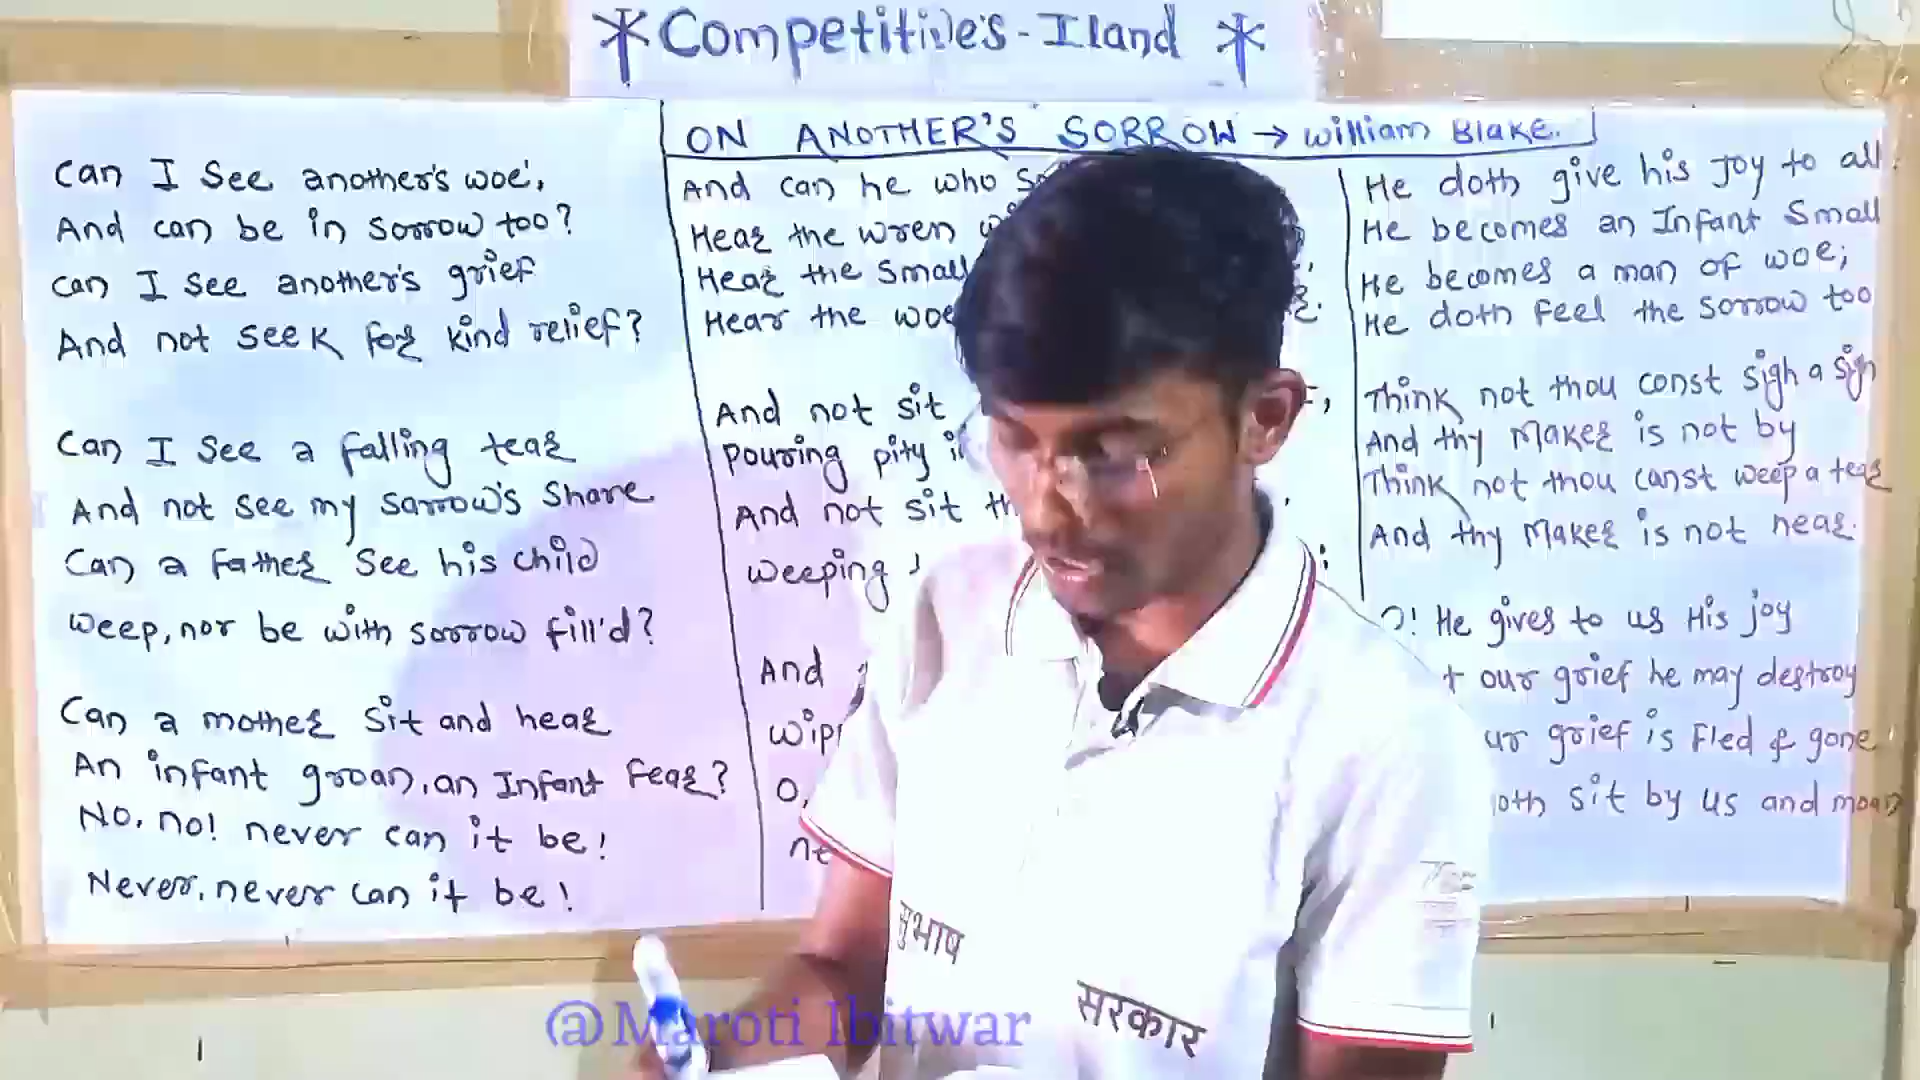 *Competitive's-Iland *
ON ANOTHER'S SORROW → William Blake.
Can I See another's woe,
And can be in sorrow too?
Can I see another's grief
And not seek for kind relief?
Can I See a falling tear
And not see my sarrow's Share
Can a father See his child
weep, nor be with sorrow fill'd?
Can a mother Sit and hear
An infant groan, an Infant Fear?
No, no! never can it be!
Never, never can it be!
And can he who
Hear the wren
Hear the Small
Hear the woe
And not sit
pouring pity
And not sit
weeping
And
O,
He doth give his Joy to all.
He becomes an Infant Small
He becomes a man of woe;
He doth Feel the sorrow too
Think not thou const sigh a sigh
And thy Maker is not by
Think not thou canst weep a tear
And thy Maker is not near.
He gives to us His joy
our grief he may destroy
grief is Fled & gone
sit by us and moan
सुभाष
सरकार
@Maroti Ibitwar